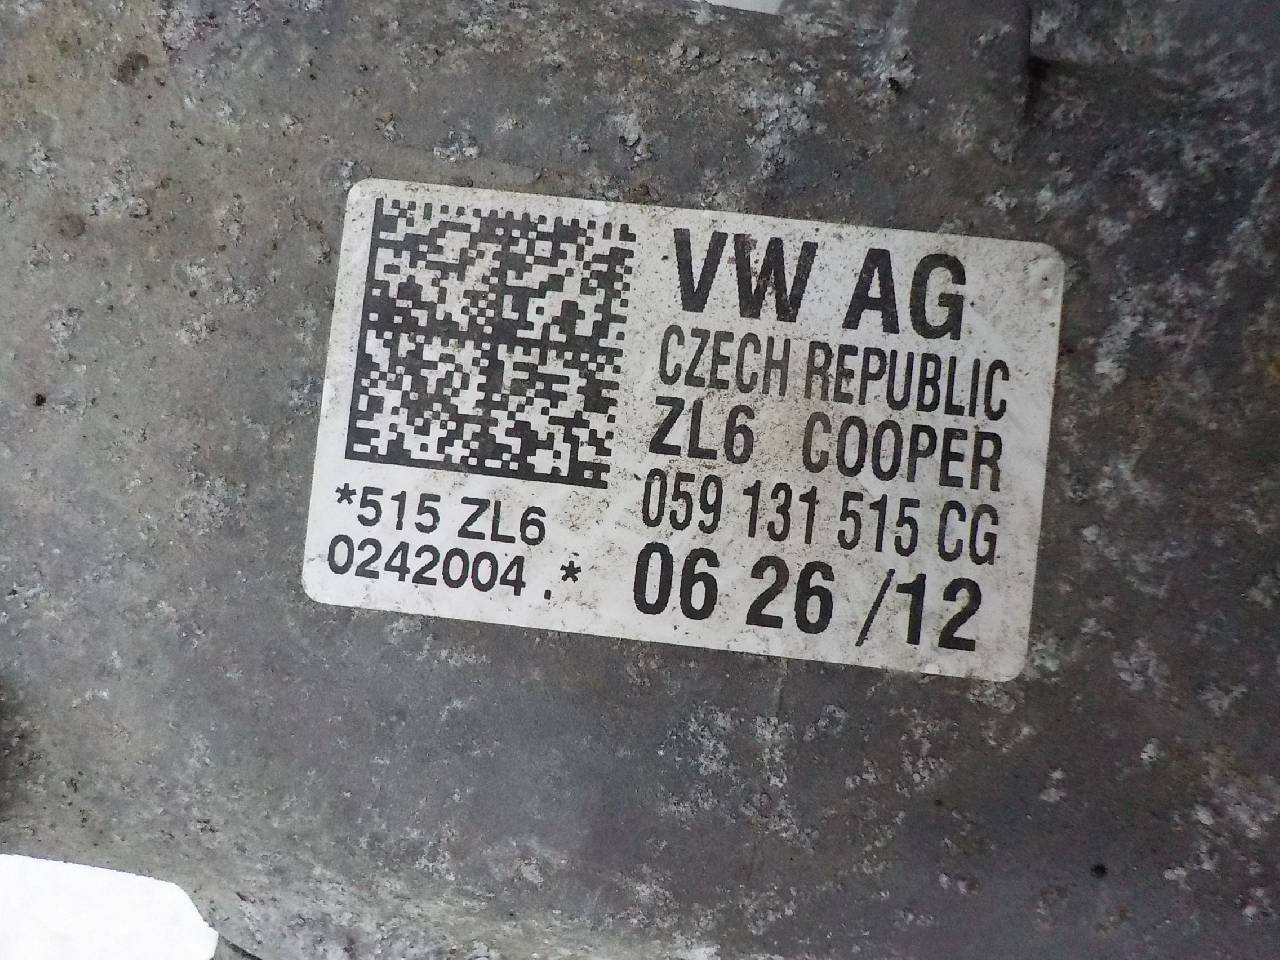 VW AG
CZECH REPUBLIC
ZL6 COOPER
059 131 515 CG
06 26 /12
*515 ZL6
0242004 .*